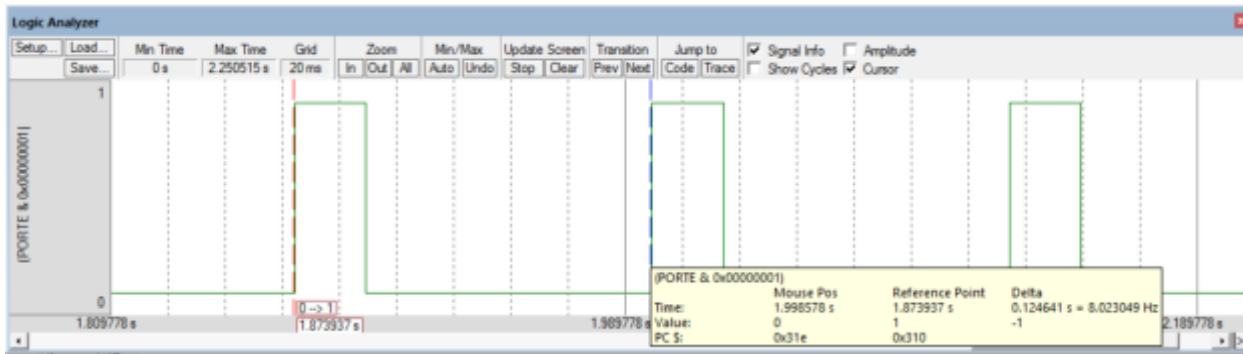 Logic Analyzer
Setup... Load... Min Time Max Time Grid Zoom Min/Max Update Screen Transition Jump to Signal Info Amplitude
Save... 0 s 2.250515 s 20 ms In Out All Auto Undo Stop Clear Prev Next Code Trace Show Cycles Cursor
1
(PORTE & 0x00000001)
0
0 --> 1
1.809778 s 1.873937 s 1.989778 s 2.189778 s
(PORTE & 0x00000001)
Mouse Pos Reference Point Delta
Time: 1.998578 s 1.873937 s 0.124641 s = 8.023049 Hz
Value: 0 1 -1
PC $: 0x31e 0x310